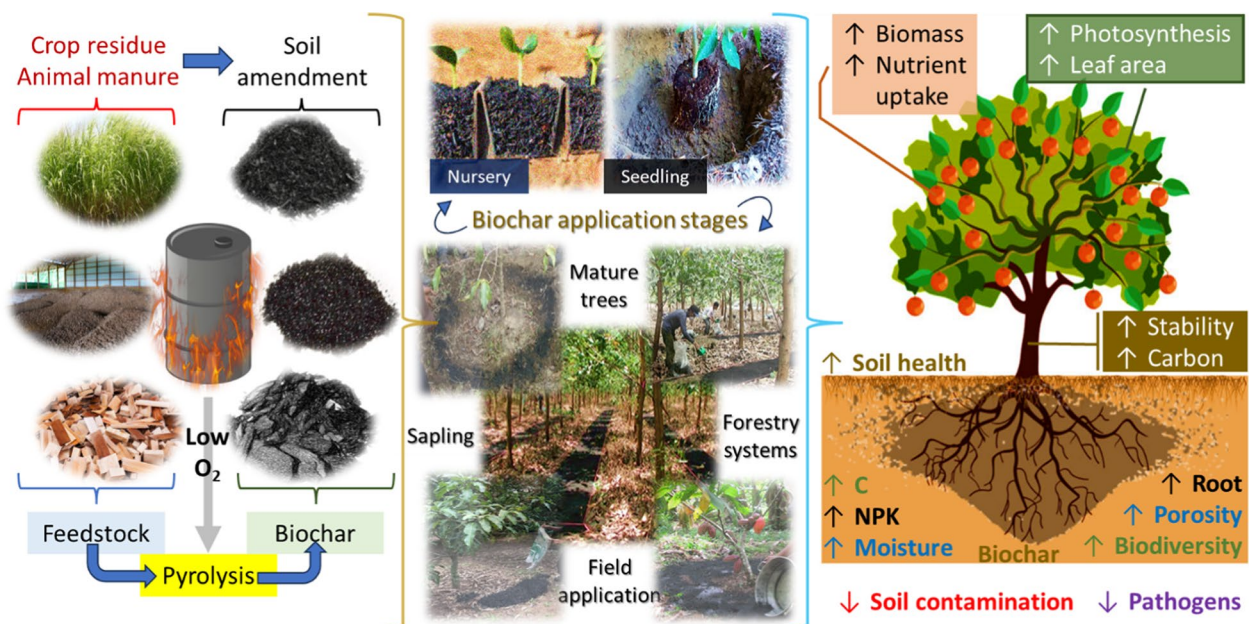 Crop residue
Animal manure
Soil
amendment
Low
O₂
Feedstock
Biochar
Pyrolysis
Nursery
Seedling
Biochar application stages
Mature
trees
Sapling
Forestry
systems
Field
application
↑ Biomass
↑ Nutrient
uptake
↑ Photosynthesis
↑ Leaf area
↑ Stability
↑ Carbon
↑ Soil health
↑ C
↑ NPK
↑ Moisture
↑ Root
↑ Porosity
↑ Biodiversity
Biochar
↓ Soil contamination
↓ Pathogens